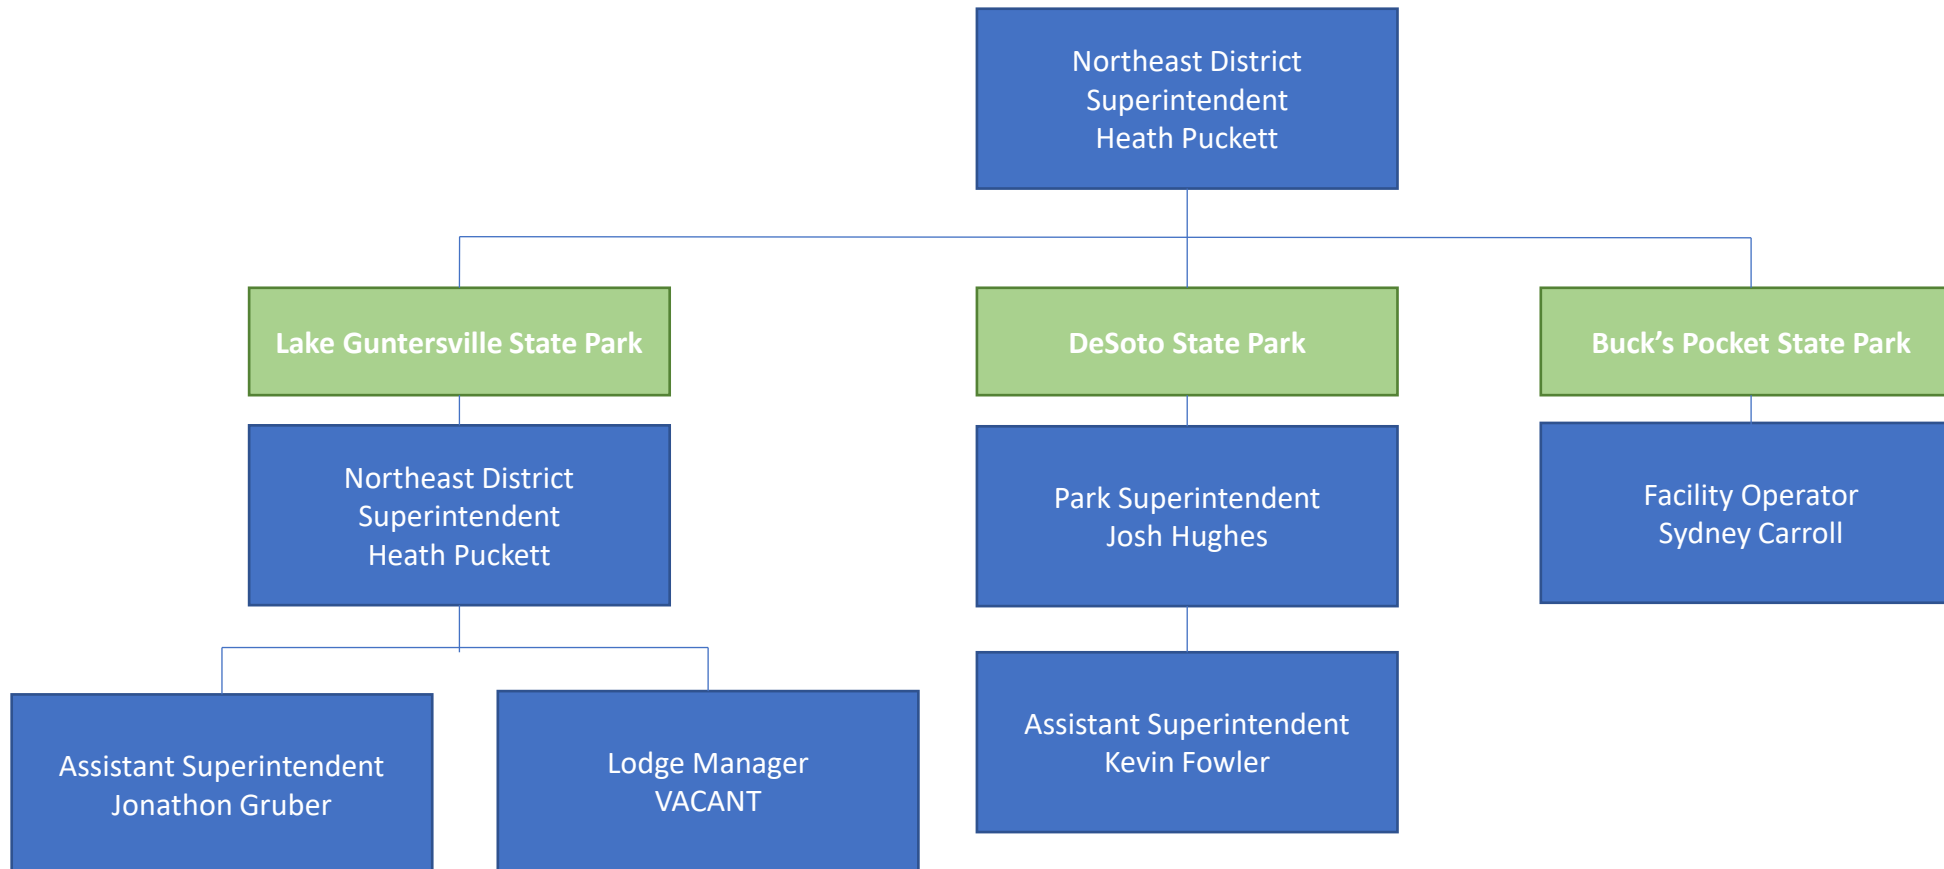 Northeast District
Superintendent
Heath Puckett
Lake Guntersville State Park
DeSoto State Park
Buck’s Pocket State Park
Northeast District
Superintendent
Heath Puckett
Park Superintendent
Josh Hughes
Facility Operator
Sydney Carroll
Assistant Superintendent
Jonathon Gruber
Lodge Manager
VACANT
Assistant Superintendent
Kevin Fowler